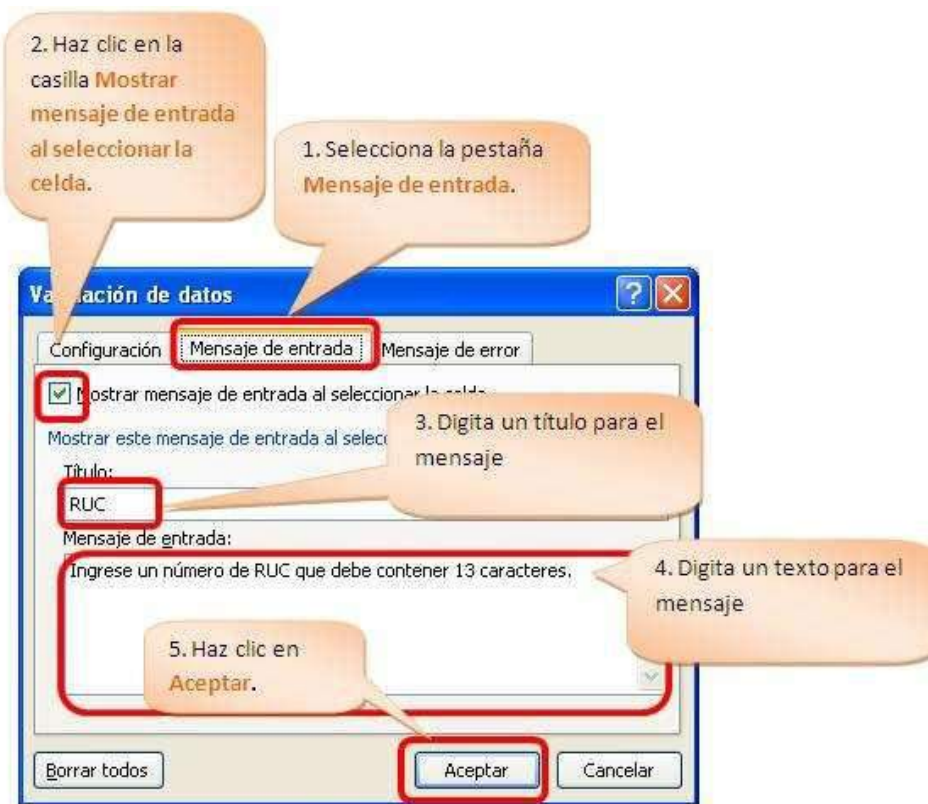 2. Haz clic en la
casilla Mostrar
mensaje de entrada
al seleccionar la
celda.
1. Selecciona la pestaña
Mensaje de entrada.
Va ación de datos
Configuración
Mensaje de entrada
Mensaje de error
Mostrar mensaje de entrada al seleccionar la celda
Mostrar este mensaje de entrada al selec
3. Digita un título para el
mensaje
Título:
RUC
Mensaje de entrada:
Ingrese un número de RUC que debe contener 13 caracteres.
4. Digita un texto para el
mensaje
5. Haz clic en
Aceptar.
Borrar todos
Aceptar
Cancelar